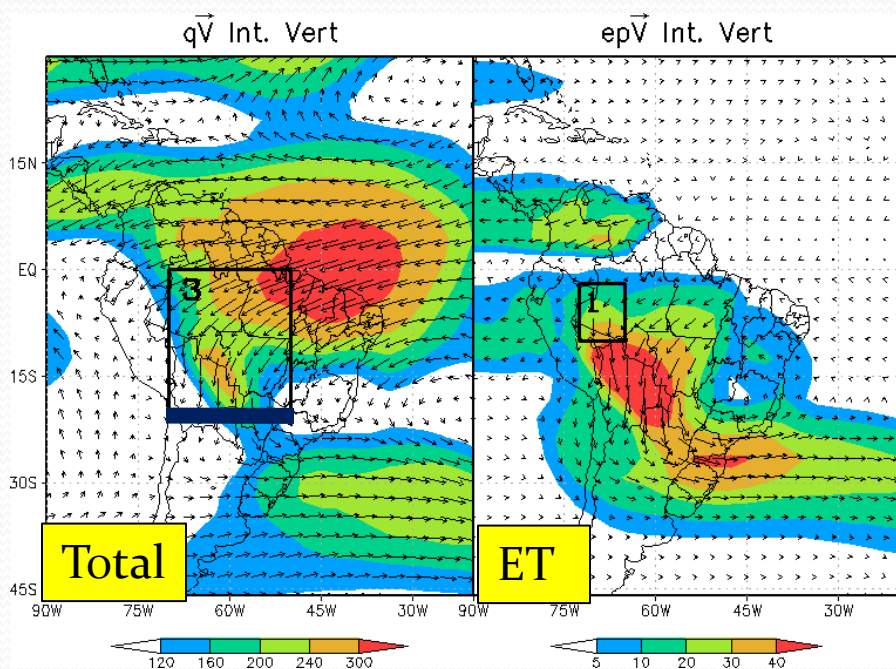 qV Int. Vert
epV Int. Vert
15N
EQ
15S
30S
45S
3
1
Total
ET
90W 75W 60W 45W 30W 90W 75W 60W 45W 30W
120 160 200 240 300
5 10 20 30 40